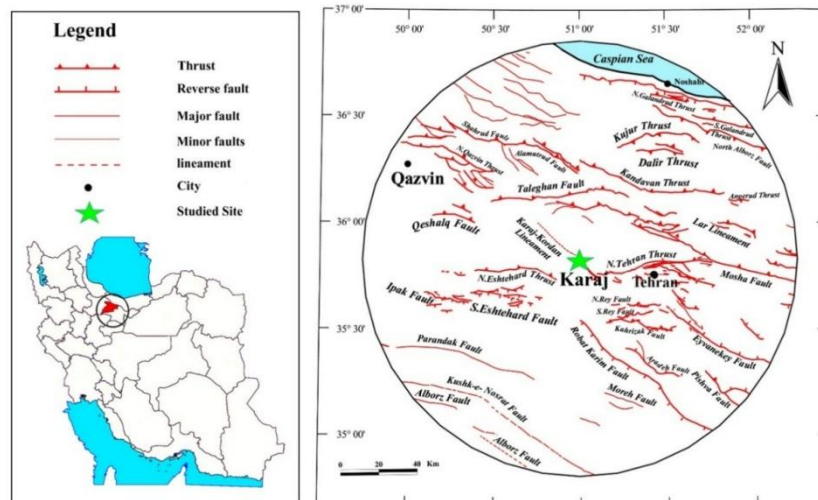 Legend
Thrust
Reverse fault
Major fault
Minor faults
lineament
City
Studied Site
50° 00'
50° 30'
51° 00'
51° 30'
52° 00'
37° 00'
36° 30'
36° 00'
35° 30'
35° 00'
N
Caspian Sea
Noshahr
N.Galandrud Thrust
S.Galandrud
Thrust
North Alborz Fault
Kujur Thrust
Dalir Thrust
Shahrud Fault
Alamutrud Fault
N.Qazvin Thrust
Qazvin
Kandavan Thrust
Taleghan Fault
Angerud Thrust
Qeshalq Fault
Karaj-Kordan
Lineament
Lar Lineament
N.Tehran Thrust
Karaj
Tehran
Mosha Fault
N.Eshtehard Thrust
Ipak Fault
S.Eshtehard Fault
N.Rey Fault
S.Rey Fault
Kahrizak Fault
Eyvanekey Fault
Parandak Fault
Robat Karim Fault
Aradeh Fault
Pishva Fault
Moreh Fault
Kushk-e- Nosrat Fault
Alborz Fault
Alborz Fault
0 20 40 Km